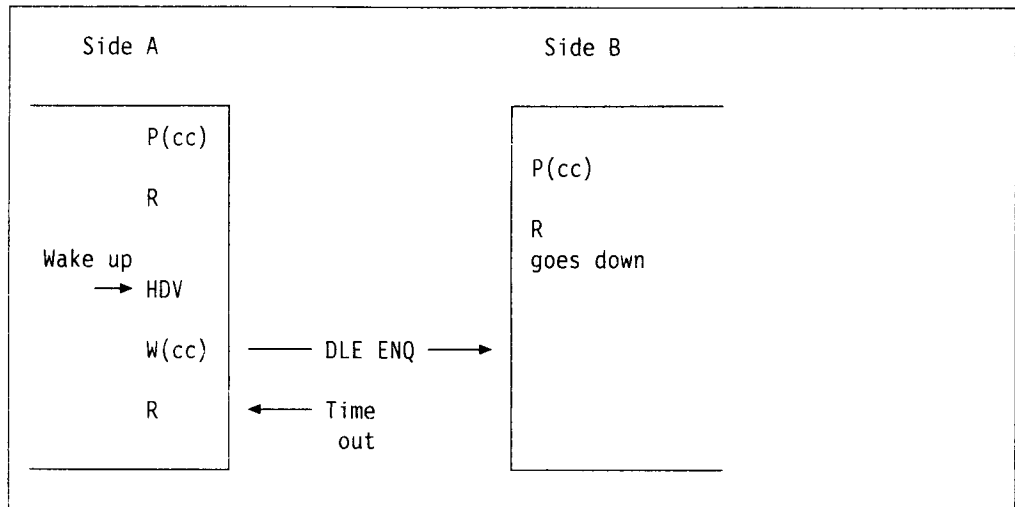 Side A
Side B
P(cc)
P(cc)
R
R
goes down
Wake up
HDV
W(cc)
DLE ENQ
R
Time
out